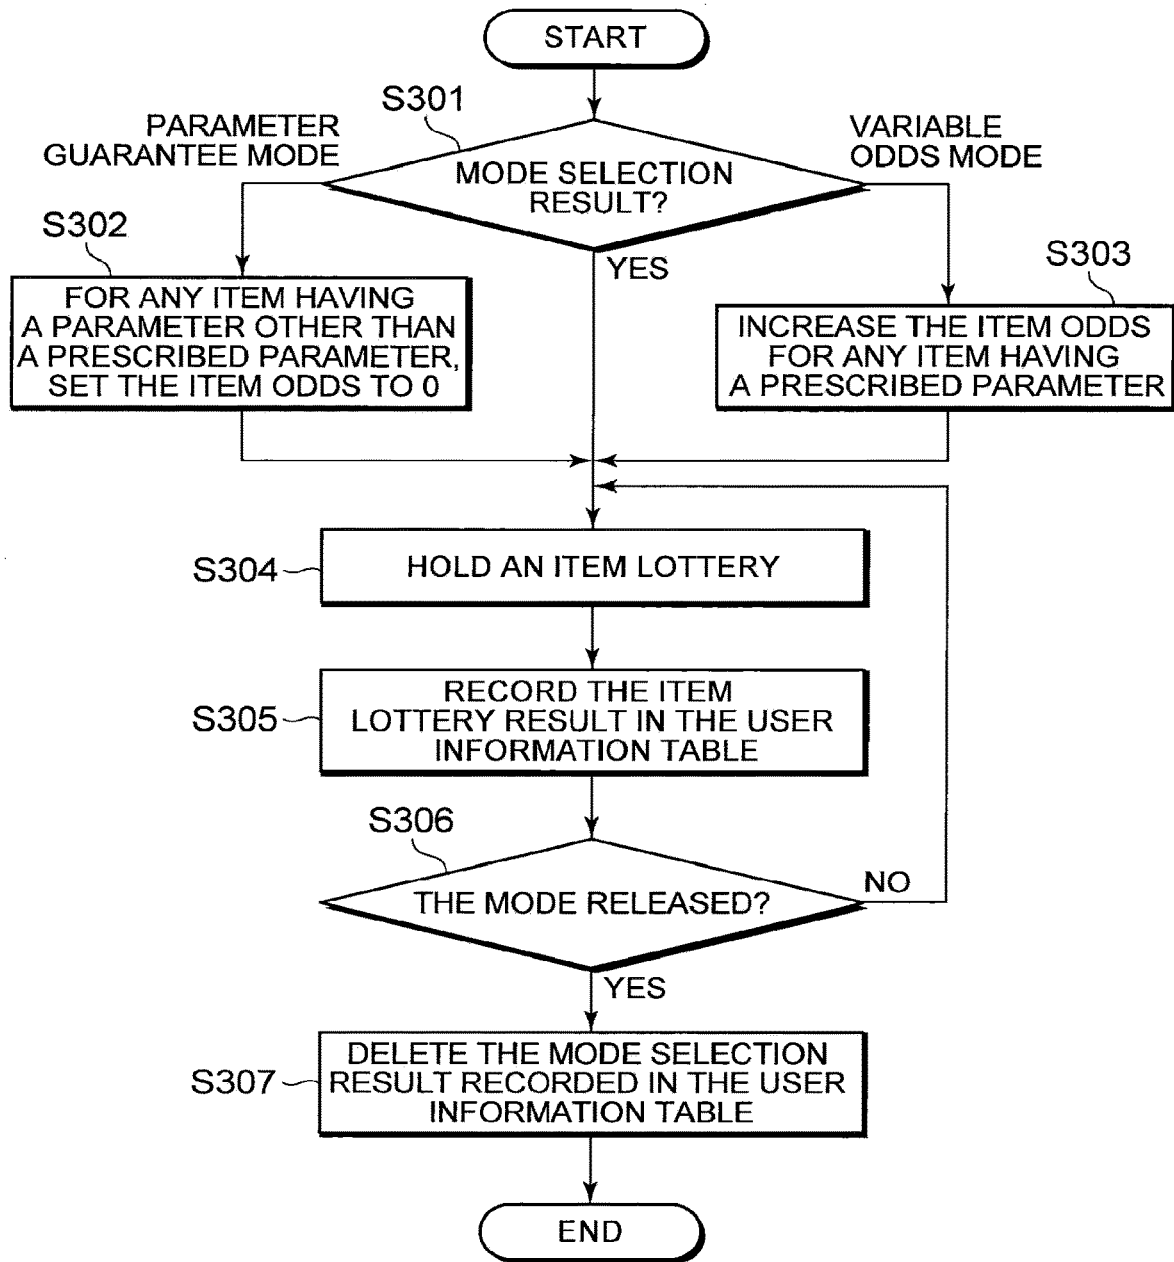 START
S301
PARAMETER
GUARANTEE MODE
VARIABLE
ODDS MODE
MODE SELECTION
RESULT?
S302
YES
S303
FOR ANY ITEM HAVING
A PARAMETER OTHER THAN
A PRESCRIBED PARAMETER,
SET THE ITEM ODDS TO 0
INCREASE THE ITEM ODDS
FOR ANY ITEM HAVING
A PRESCRIBED PARAMETER
S304
HOLD AN ITEM LOTTERY
S305
RECORD THE ITEM
LOTTERY RESULT IN THE USER
INFORMATION TABLE
S306
THE MODE RELEASED?
NO
YES
S307
DELETE THE MODE SELECTION
RESULT RECORDED IN THE USER
INFORMATION TABLE
END